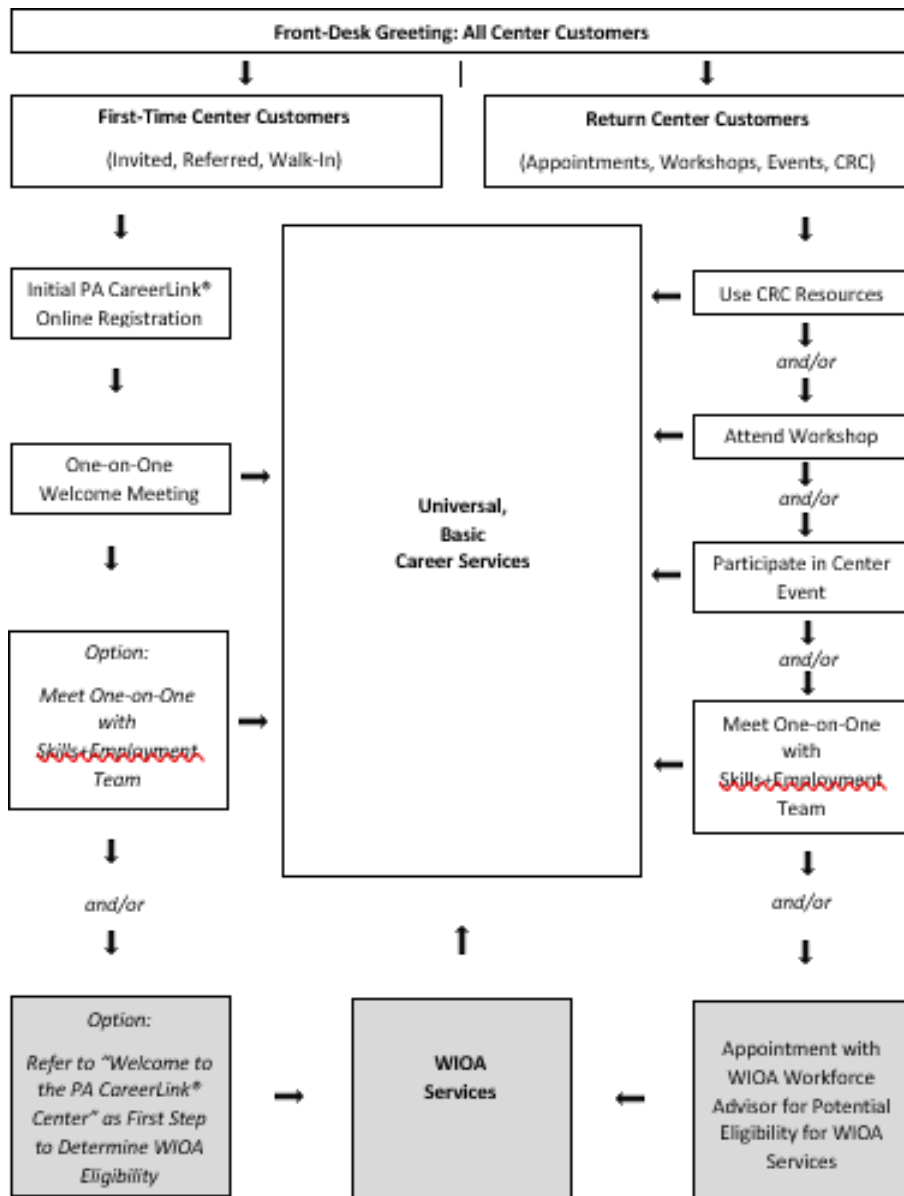 Front-Desk Greeting: All Center Customers
First-Time Center Customers
(Invited, Referred, Walk-In)
Return Center Customers
(Appointments, Workshops, Events, CRC)
Initial PA CareerLink®
Online Registration
One-on-One
Welcome Meeting
Option:
Meet One-on-One
with
Skills+Employment
Team
and/or
Option:
Refer to "Welcome to
the PA CareerLink®
Center" as First Step
to Determine WIOA
Eligibility
Universal,
Basic
Career Services
WIOA
Services
Use CRC Resources
and/or
Attend Workshop
and/or
Participate in Center
Event
and/or
Meet One-on-One
with
Skills+Employment
Team
and/or
Appointment with
WIOA Workforce
Advisor for Potential
Eligibility for WIOA
Services